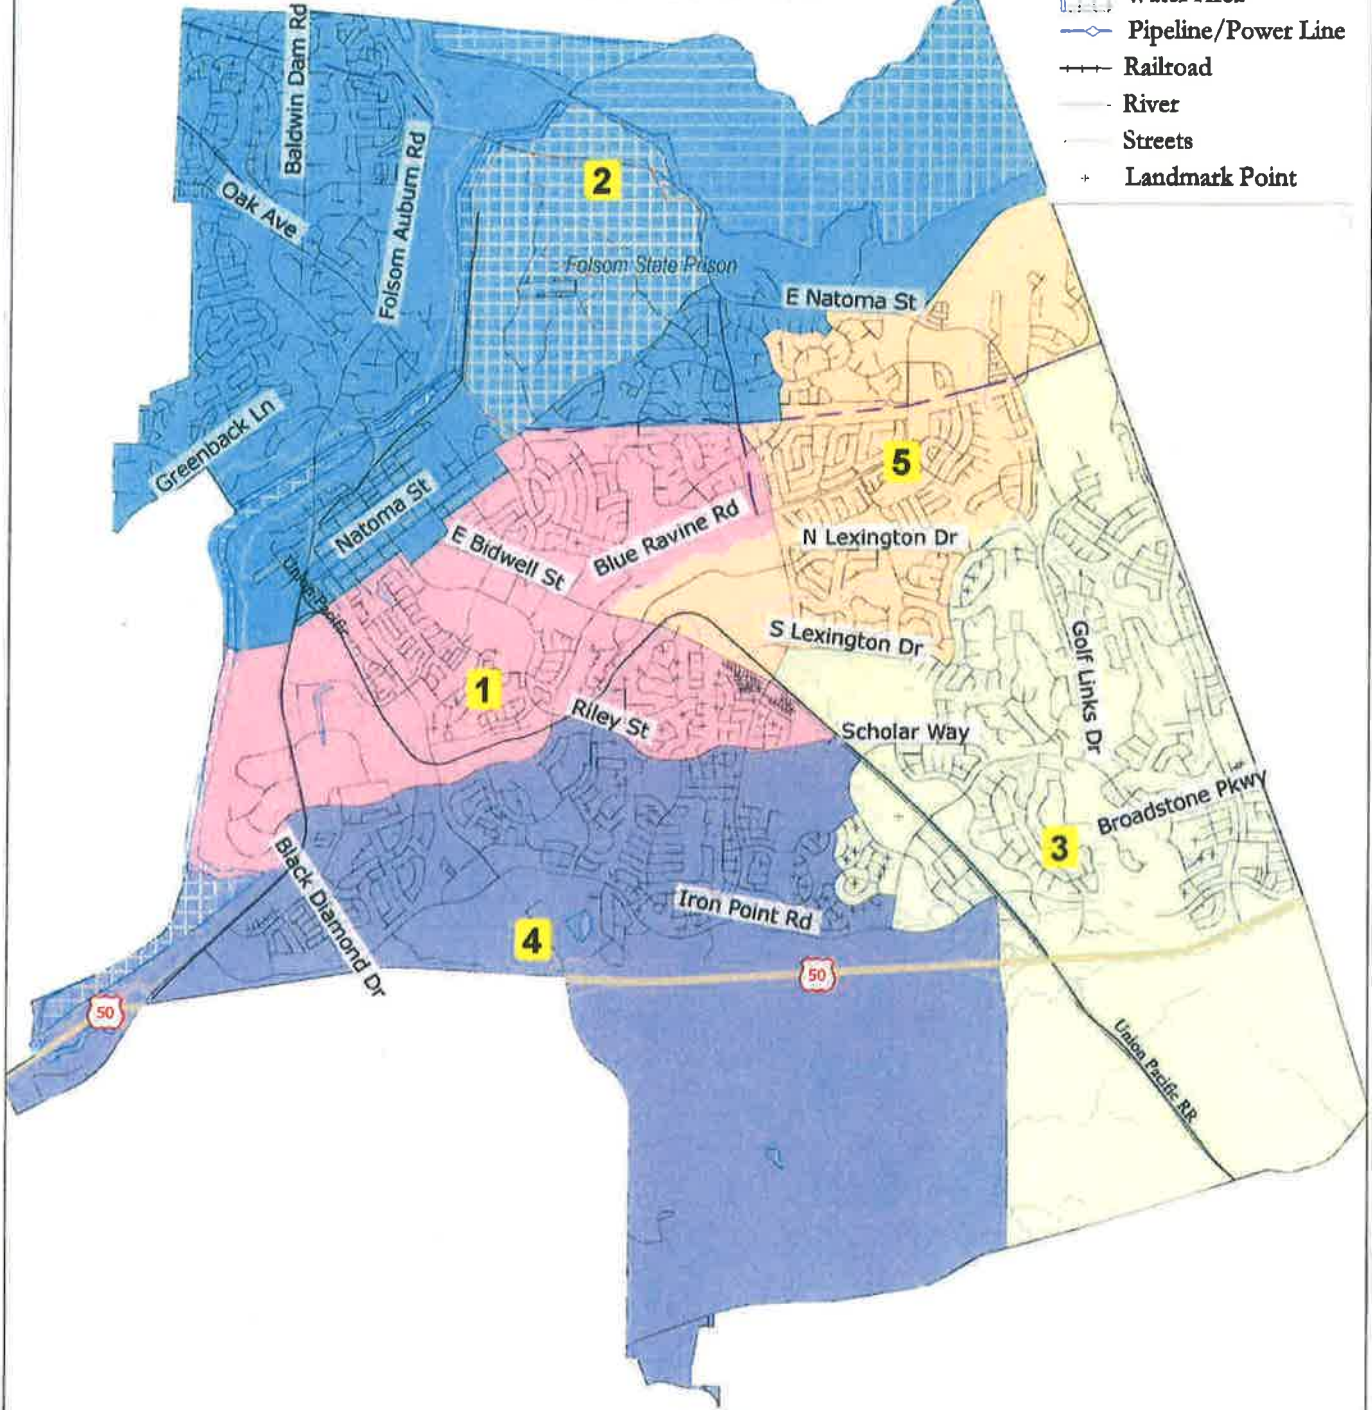 Water Area
Pipeline/Power Line
Railroad
River
Streets
Landmark Point
Baldwin Dam Rd
Oak Ave
Folsom Auburn Rd
2
Folsom State Prison
E Natoma St
Greenback Ln
Natoma St
5
E Bidwell St
Blue Ravine Rd
N Lexington Dr
Union Pacific
S Lexington Dr
Golf Links Dr
1
Riley St
Scholar Way
Broadstone Pkwy
3
Black Diamond Dr
Iron Point Rd
4
50
50
Union Pacific RR